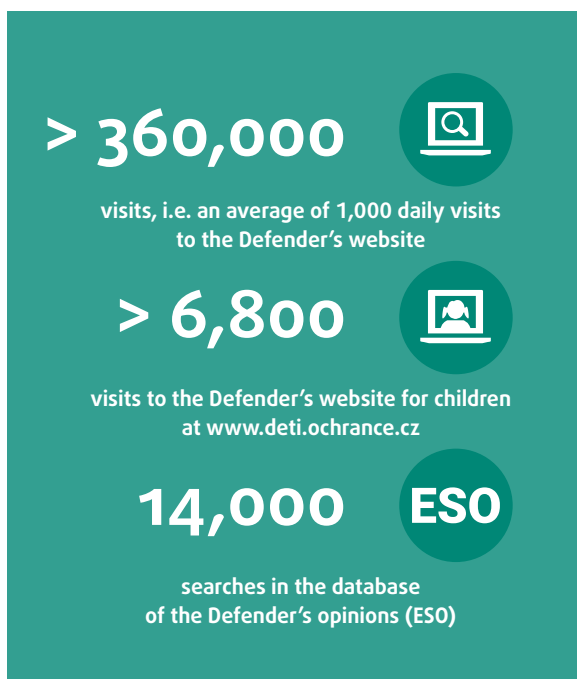 > 360,000
visits, i.e. an average of 1,000 daily visits
to the Defender’s website
> 6,800
visits to the Defender’s website for children
at www.deti.ochrance.cz
14,000
ESO
searches in the database
of the Defender’s opinions (ESO)